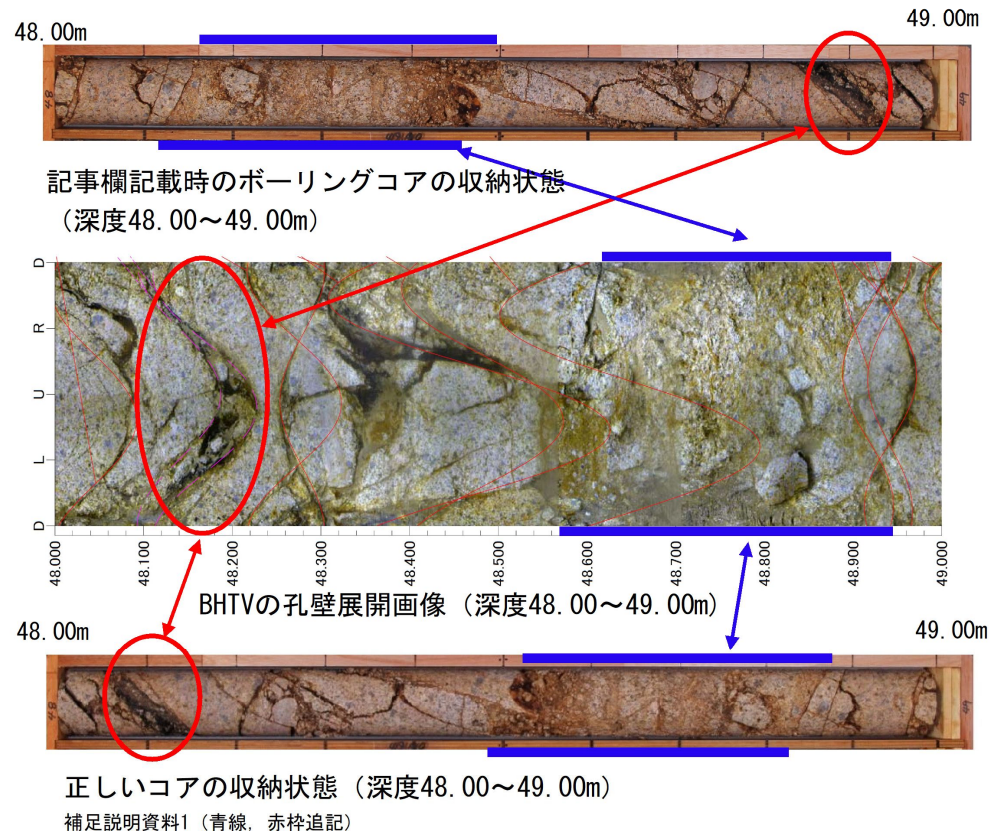 48.00m
49.00m
記事欄記載時のボーリングコアの収納状態
（深度48.00～49.00m）
D
R
U
L
D
48.000
48.100
48.200
48.300
48.400
48.500
48.600
48.700
48.800
48.900
49.000
BHTVの孔壁展開画像（深度48.00～49.00m）
48.00m
49.00m
48
49
正しいコアの収納状態（深度48.00～49.00m）
補足説明資料1（青線，赤枠追記）